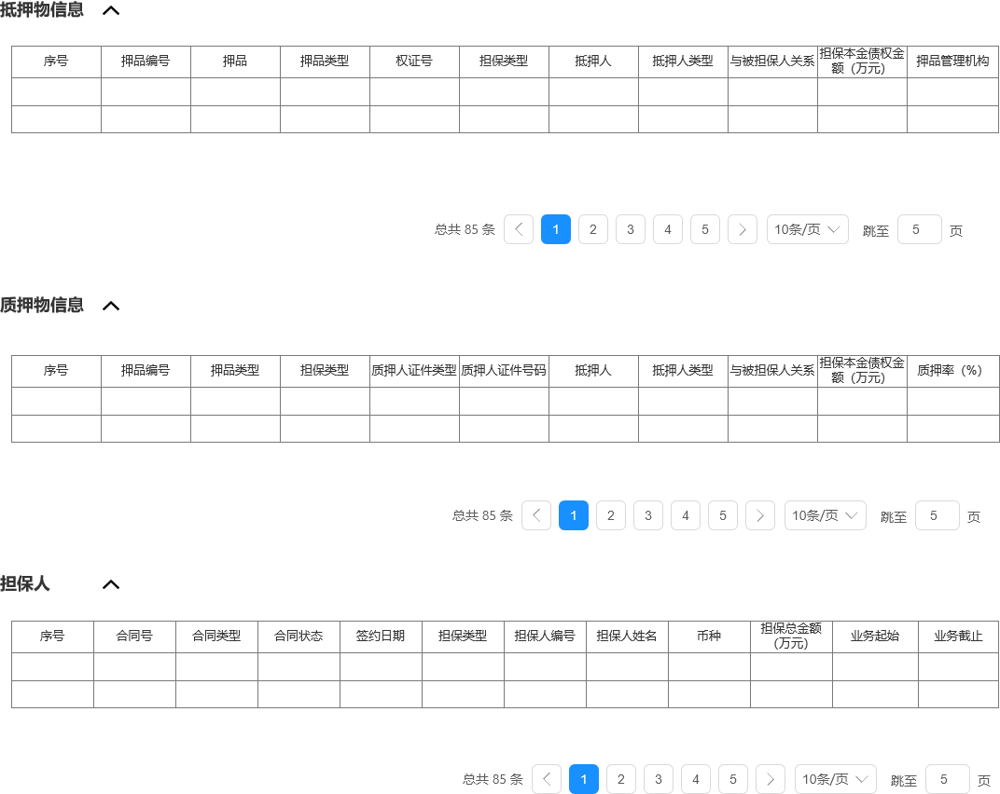 抵押物信息
序号 押品编号 押品 押品类型 权证号 担保类型 抵押人 抵押人类型 与被担保人关系 担保本金债权金额（万元） 押品管理机构
总共 85 条 1 2 3 4 5 10条/页 跳至 5 页
质押物信息
序号 押品编号 押品类型 担保类型 质押人证件类型 质押人证件号码 抵押人 抵押人类型 与被担保人关系 担保本金债权金额（万元） 质押率（%）
总共 85 条 1 2 3 4 5 10条/页 跳至 5 页
担保人
序号 合同号 合同类型 合同状态 签约日期 担保类型 担保人编号 担保人姓名 币种 担保总金额（万元） 业务起始 业务截止
总共 85 条 1 2 3 4 5 10条/页 跳至 5 页